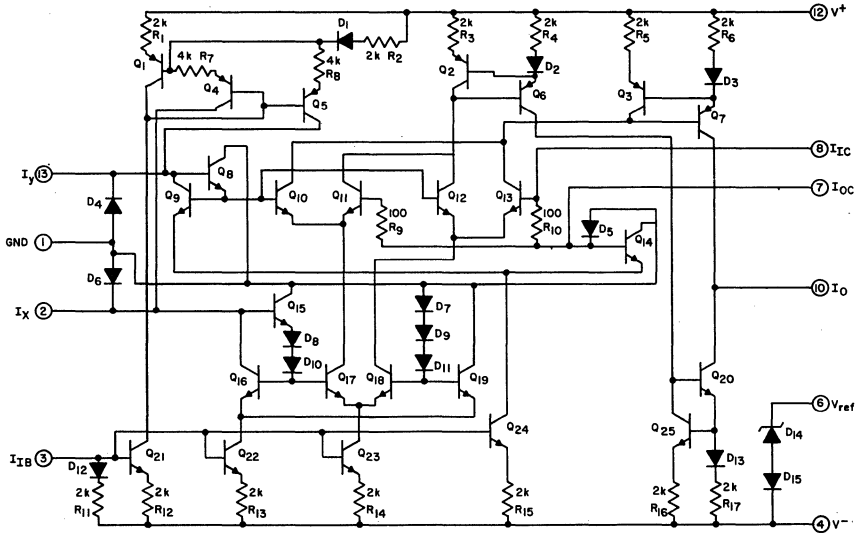 D1
2k R1
2k R2
2k R3
2k R4
2k R5
2k R6
12 V+
Q1
4k R7
4k R8
Q2
D2
D3
Q4
Q5
Q6
Q3
Q7
8 IIC
Iy 13
Q8
7 IOC
D4
Q9
Q10
Q11
Q12
Q13
100 R9
100 R10
D5
Q14
GND 1
D6
Q15
D7
10 IO
IX 2
D8
D9
D10
D11
Q16
Q17
Q18
Q19
Q20
6 Vref
Q24
Q25
D14
IIB 3
D12
Q21
Q22
Q23
D13
D15
2k R11
2k R12
2k R13
2k R14
2k R15
2k R16
2k R17
4 V−